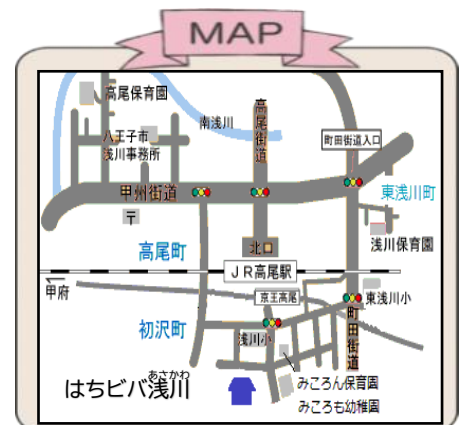 MAP
高尾保育園
八王子市
浅川事務所
南浅川
高尾街道
町田街道入口
甲州街道
東浅川町
〒
浅川保育園
高尾町
北口
JR高尾駅
甲府
京王高尾
東浅川小
初沢町
浅川小
町田街道
みころん保育園
みころも幼稚園
あさかわ
はちビバ浅川